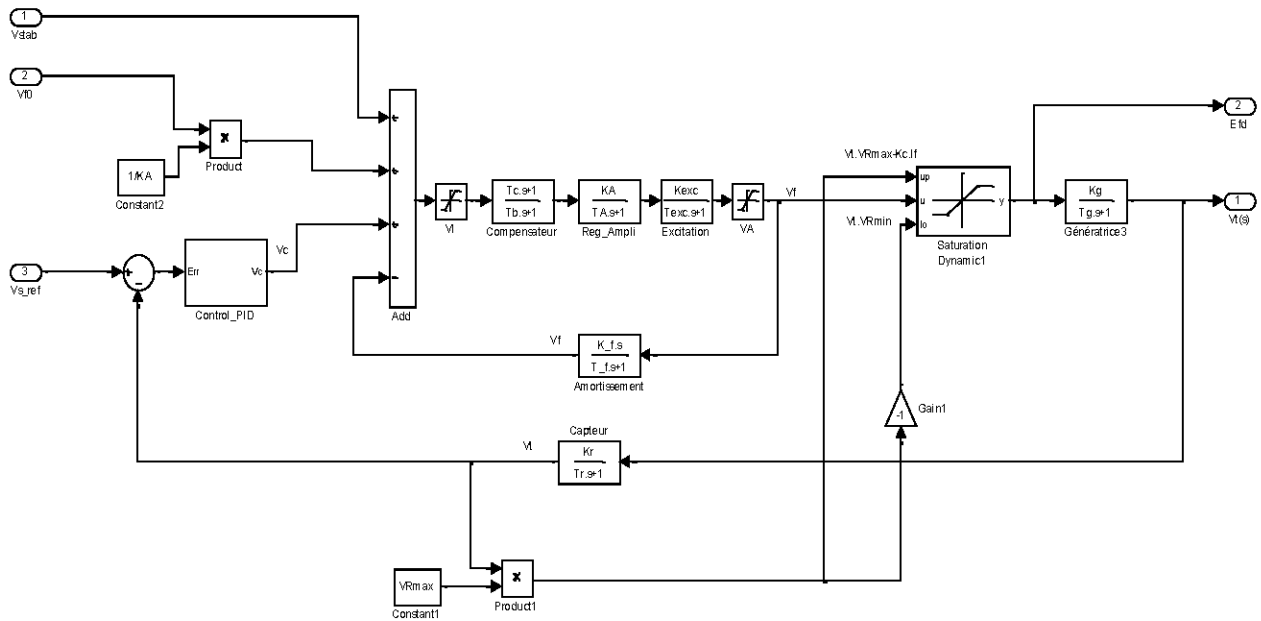 1
Vstab
2
Vf0
x
Product
1/KA
Constant2
3
Vs_ref
+
−
Err
Vc
Control_PID
Vc
+
+
+
−
Add
VI
Tc.s+1
Tb.s+1
Compensateur
KA
TA.s+1
Reg_Ampli
Kexc
Texc.s+1
Excitation
VA
Vf
Vt.VRmax-Kc.If
Vt.VRmin
up
u
lo
y
Saturation
Dynamic1
Kg
Tg.s+1
Génératrice3
2
Efd
1
Vt(s)
Vf
K_f.s
T_f.s+1
Amortissement
-1
Gain1
Capteur
Vt
Kr
Tr.s+1
VRmax
Constant1
x
Product1